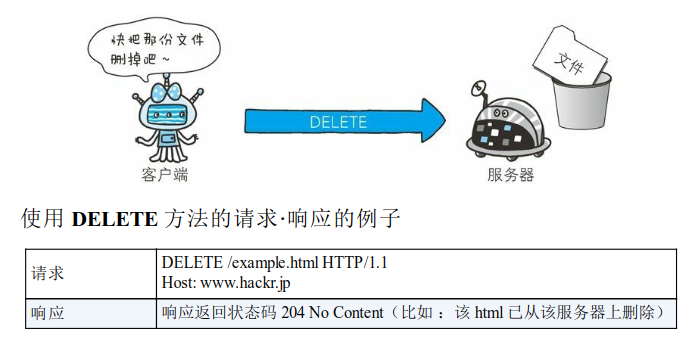 快把那份文件
删掉吧~
文件
DELETE
客户端
服务器
使用 DELETE 方法的请求·响应的例子
请求
DELETE /example.html HTTP/1.1
Host: www.hackr.jp
响应
响应返回状态码 204 No Content（比如 ：该 html 已从该服务器上删除）